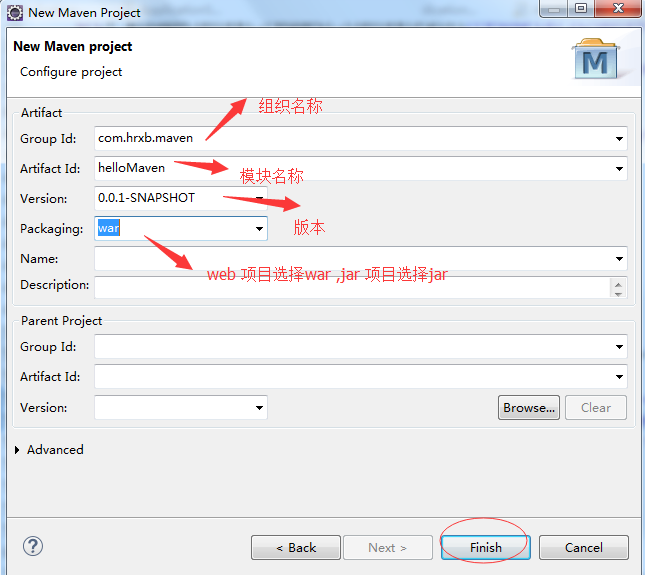 New Maven Project
New Maven project
Configure project
M
Artifact
组织名称
Group Id: com.hrxb.maven
Artifact Id: helloMaven
模块名称
Version: 0.0.1-SNAPSHOT
版本
Packaging: war
Name:
web 项目选择war ,jar 项目选择jar
Description:
Parent Project
Group Id:
Artifact Id:
Version:
Browse... Clear
Advanced
? < Back Next > Finish Cancel